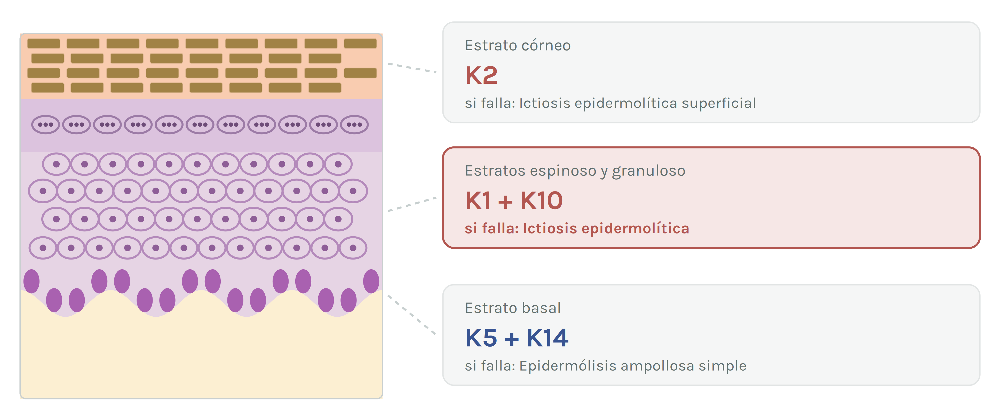 Estrato córneo
K2
si falla: Ictiosis epidermolítica superficial
Estratos espinoso y granuloso
K1 + K10
si falla: Ictiosis epidermolítica
Estrato basal
K5 + K14
si falla: Epidermólisis ampollosa simple